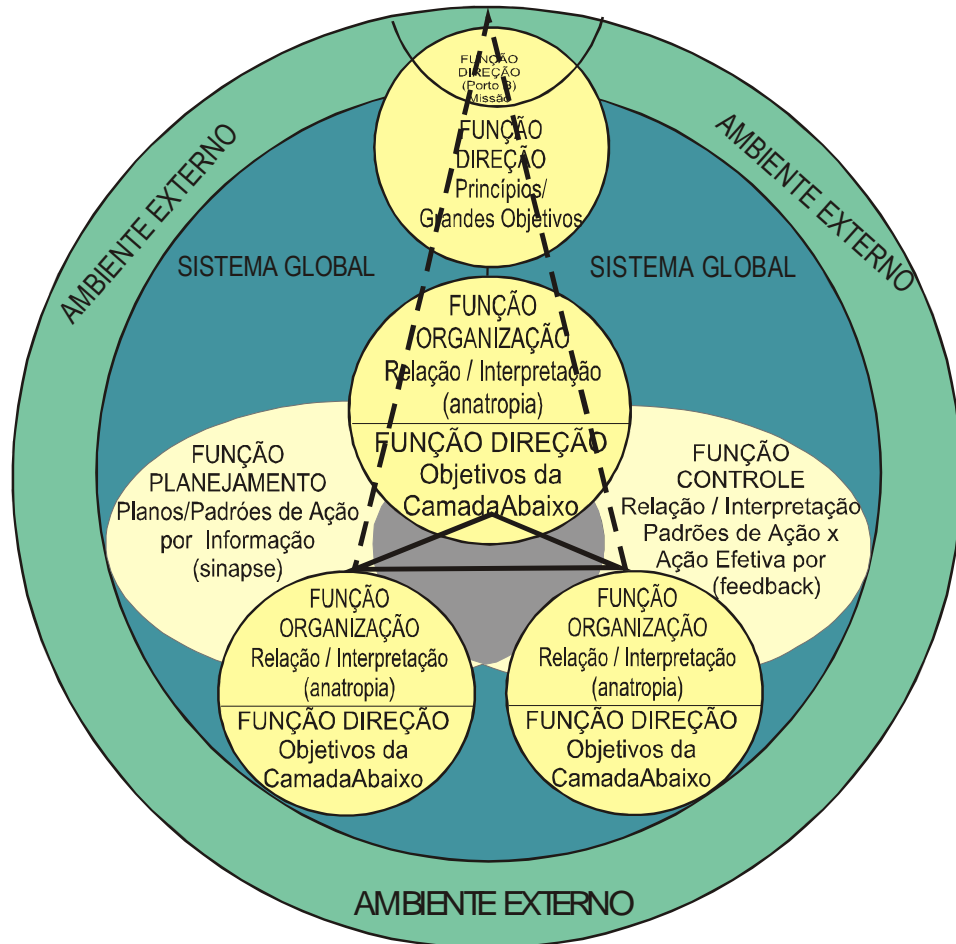 FUNÇÃO
DIREÇÃO
(Porto B)
Missão
FUNÇÃO
DIREÇÃO
Princípios/
Grandes Objetivos
AMBIENTE EXTERNO
AMBIENTE EXTERNO
SISTEMA GLOBAL
SISTEMA GLOBAL
FUNÇÃO
ORGANIZAÇÃO
Relação / Interpretação
(anatropia)
FUNÇÃO DIREÇÃO
Objetivos da
CamadaAbaixo
FUNÇÃO
PLANEJAMENTO
Planos/Padróes de Ação
por Informação
(sinapse)
FUNÇÃO
CONTROLE
Relação / Interpretação
Padrões de Ação x
Ação Efetiva por
(feedback)
FUNÇÃO
ORGANIZAÇÃO
Relação / Interpretação
(anatropia)
FUNÇÃO DIREÇÃO
Objetivos da
CamadaAbaixo
FUNÇÃO
ORGANIZAÇÃO
Relação / Interpretação
(anatropia)
FUNÇÃO DIREÇÃO
Objetivos da
CamadaAbaixo
AMBIENTE EXTERNO